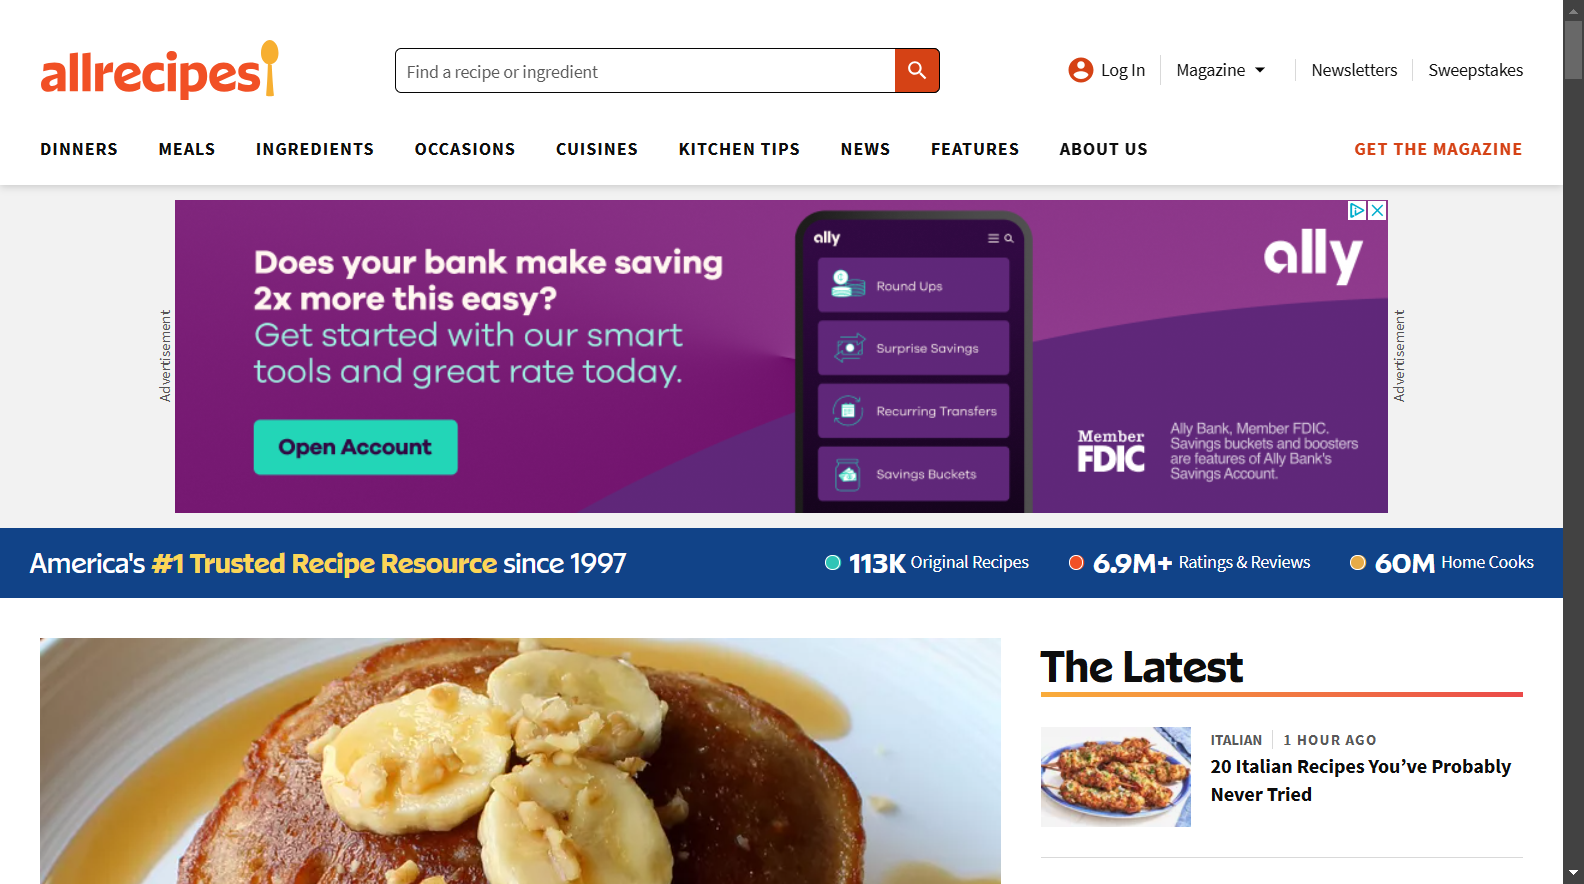 allrecipes
Find a recipe or ingredient
Log In
Magazine
Newsletters
Sweepstakes
DINNERS
MEALS
INGREDIENTS
OCCASIONS
CUISINES
KITCHEN TIPS
NEWS
FEATURES
ABOUT US
GET THE MAGAZINE
Advertisement
Does your bank make saving
2x more this easy?
Get started with our smart
tools and great rate today.
Open Account
ally
Round Ups
Surprise Savings
Recurring Transfers
Savings Buckets
ally
Member
FDIC
Ally Bank, Member FDIC.
Savings buckets and boosters
are features of Ally Bank's
Savings Account.
Advertisement
America's #1 Trusted Recipe Resource since 1997
113K Original Recipes
6.9M+ Ratings & Reviews
60M Home Cooks
The Latest
ITALIAN
1 HOUR AGO
20 Italian Recipes You’ve Probably
Never Tried